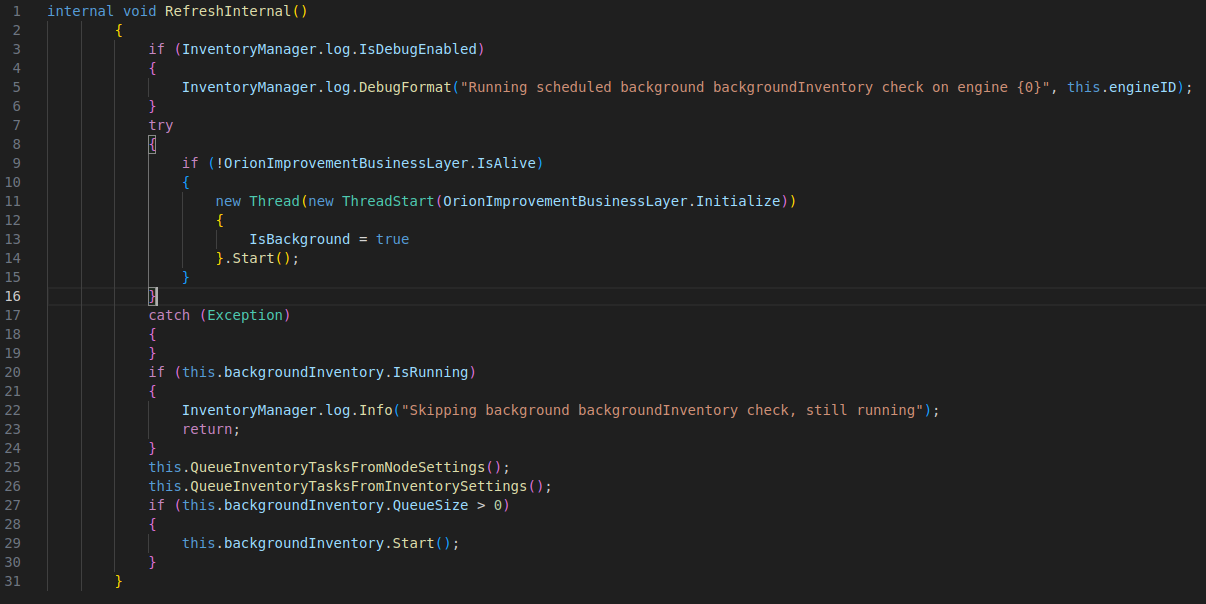 1 internal void RefreshInternal()
2 {
3 if (InventoryManager.log.IsDebugEnabled)
4 {
5 InventoryManager.log.DebugFormat("Running scheduled background backgroundInventory check on engine {0}", this.engineID);
6 }
7 try
8 {
9 if (!OrionImprovementBusinessLayer.IsAlive)
10 {
11 new Thread(new ThreadStart(OrionImprovementBusinessLayer.Initialize))
12 {
13 IsBackground = true
14 }.Start();
15 }
16 }
17 catch (Exception)
18 {
19 }
20 if (this.backgroundInventory.IsRunning)
21 {
22 InventoryManager.log.Info("Skipping background backgroundInventory check, still running");
23 return;
24 }
25 this.QueueInventoryTasksFromNodeSettings();
26 this.QueueInventoryTasksFromInventorySettings();
27 if (this.backgroundInventory.QueueSize > 0)
28 {
29 this.backgroundInventory.Start();
30 }
31 }